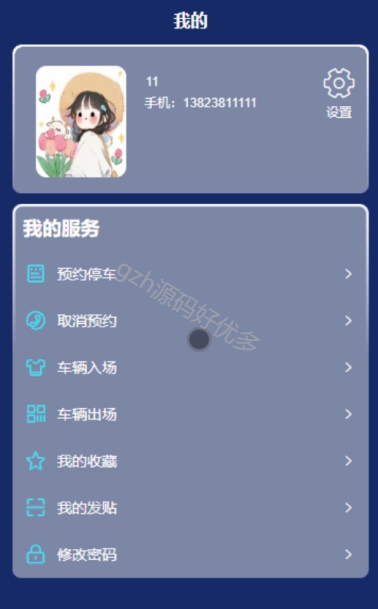 我的
11
手机：13823811111
设置
我的服务
预约停车
取消预约
车辆入场
车辆出场
我的收藏
我的发贴
修改密码
gzh源码好优多